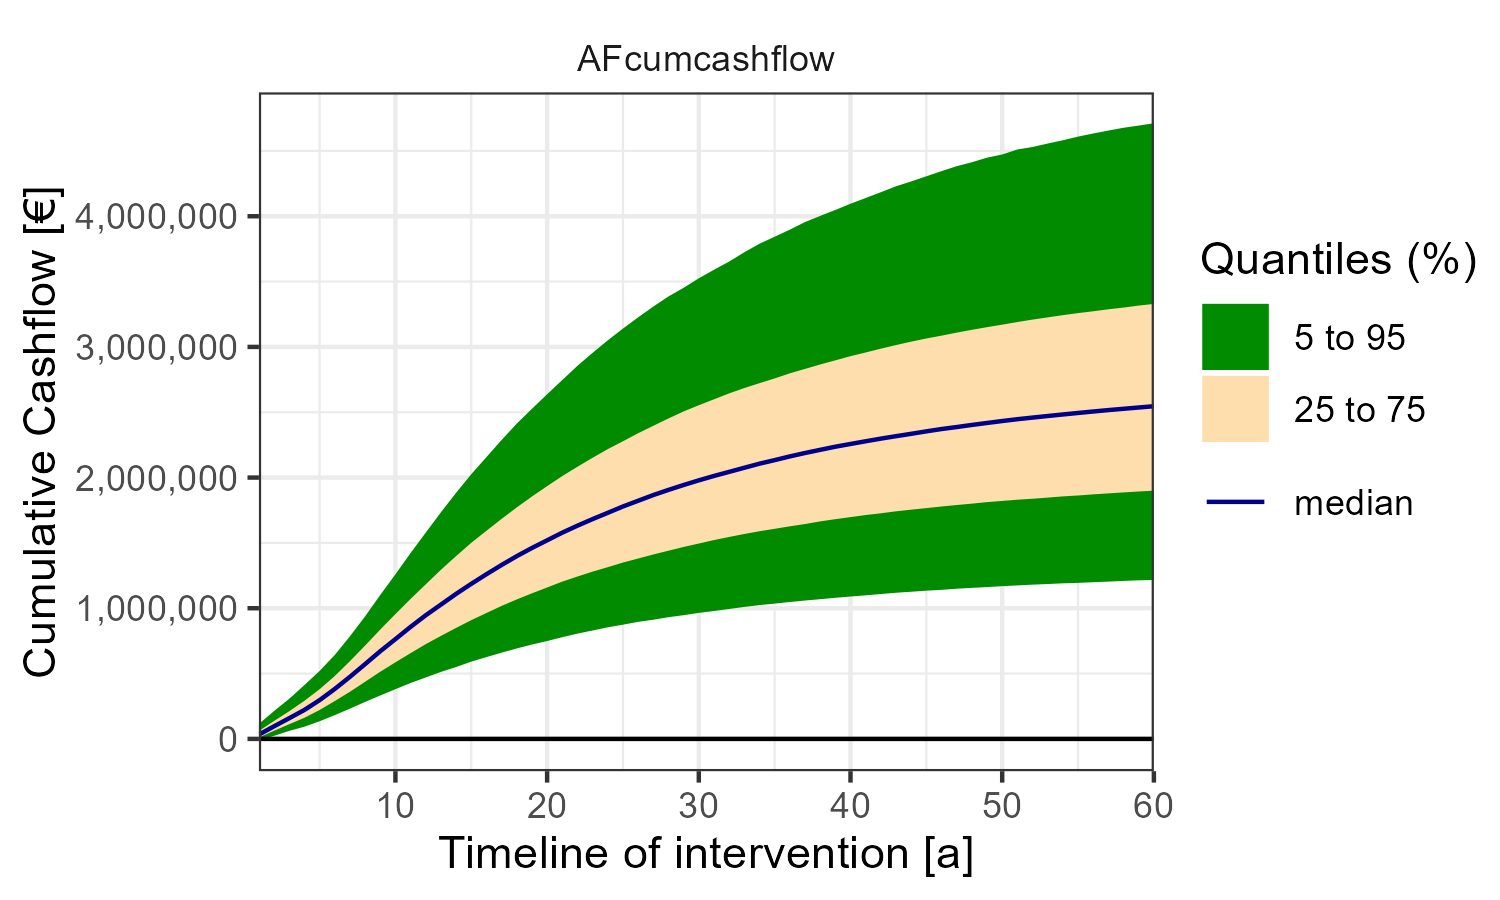 AFcumcashflow
Cumulative Cashflow [€]
4,000,000
3,000,000
2,000,000
1,000,000
0
10 20 30 40 50 60
Timeline of intervention [a]
Quantiles (%)
5 to 95
25 to 75
median